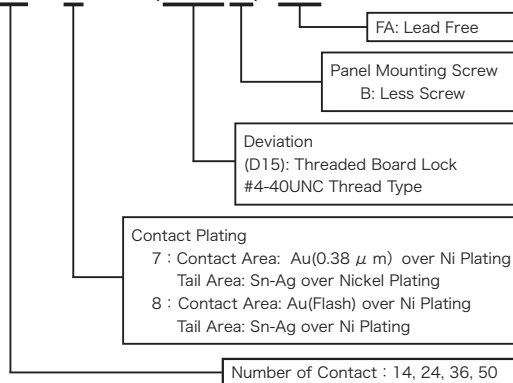 FA: Lead Free
Panel Mounting Screw
B: Less Screw
Deviation
(D15): Threaded Board Lock
#4-40UNC Thread Type
Contact Plating
7：Contact Area: Au(0.38 μ m) over Ni Plating
Tail Area: Sn-Ag over Nickel Plating
8：Contact Area: Au(Flash) over Ni Plating
Tail Area: Sn-Ag over Ni Plating
Number of Contact：14, 24, 36, 50